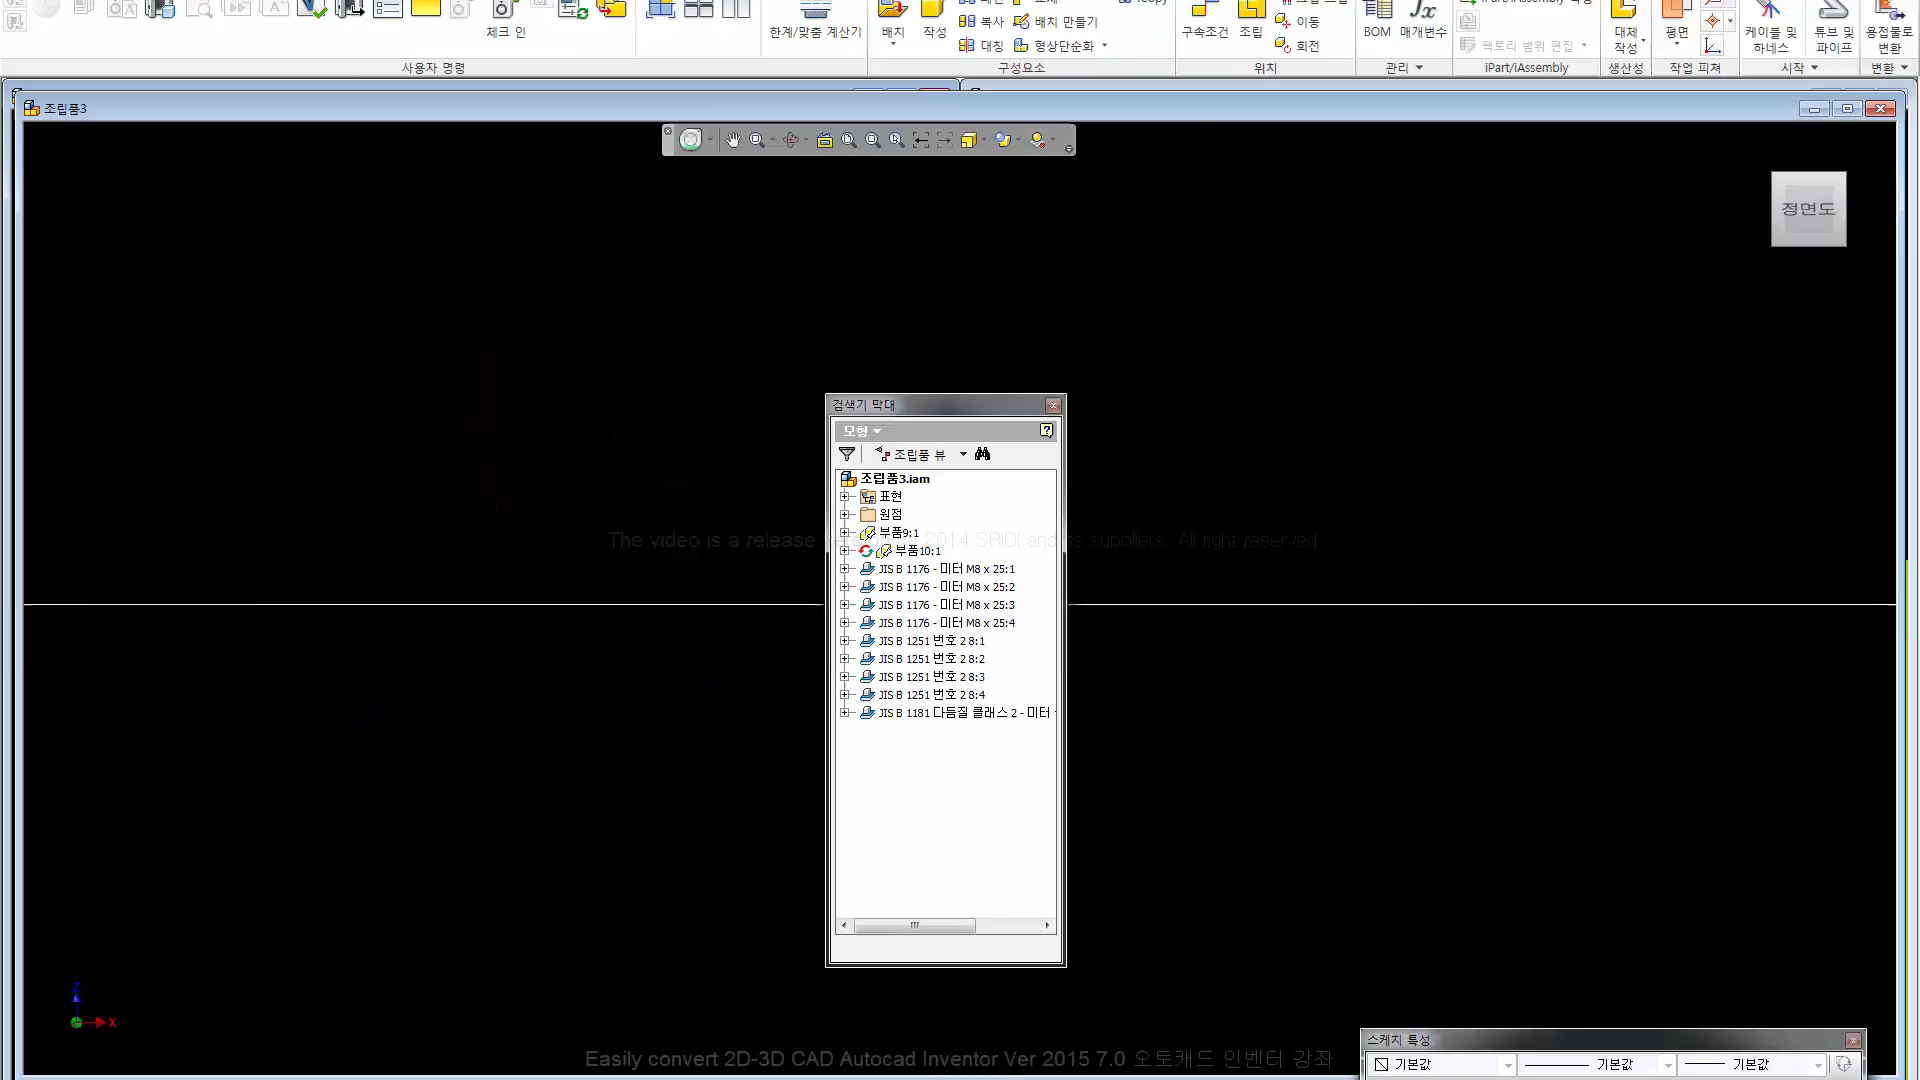 체크 인
한계/맞춤 계산기
배치
작성
복사
대칭
배치 만들기
형상단순화
구속조건
조립
이동
회전
BOM
매개변수
팩토리 범위 편집
대체
작성
평면
케이블 및
하네스
튜브 및
파이프
용접물로
변환
사용자 명령
구성요소
위치
관리
iPart/iAssembly
생산성
작업 피쳐
시작
변환
조립품3
정면도
검색기 막대
모형
조립품 뷰
조립품3.iam
표현
원점
부품9:1
부품10:1
JIS B 1176 - 미터 M8 x 25:1
JIS B 1176 - 미터 M8 x 25:2
JIS B 1176 - 미터 M8 x 25:3
JIS B 1176 - 미터 M8 x 25:4
JIS B 1251 번호 2 8:1
JIS B 1251 번호 2 8:2
JIS B 1251 번호 2 8:3
JIS B 1251 번호 2 8:4
JIS B 1181 다듬질 클래스 2 - 미터
The video is a release 2014 SRIDI and its suppliers. All right reserved
Z
X
Easily convert 2D-3D CAD Autocad Inventor Ver 2015 7.0 오토캐드 인벤터 강좌
스케치 특성
기본값
기본값
기본값